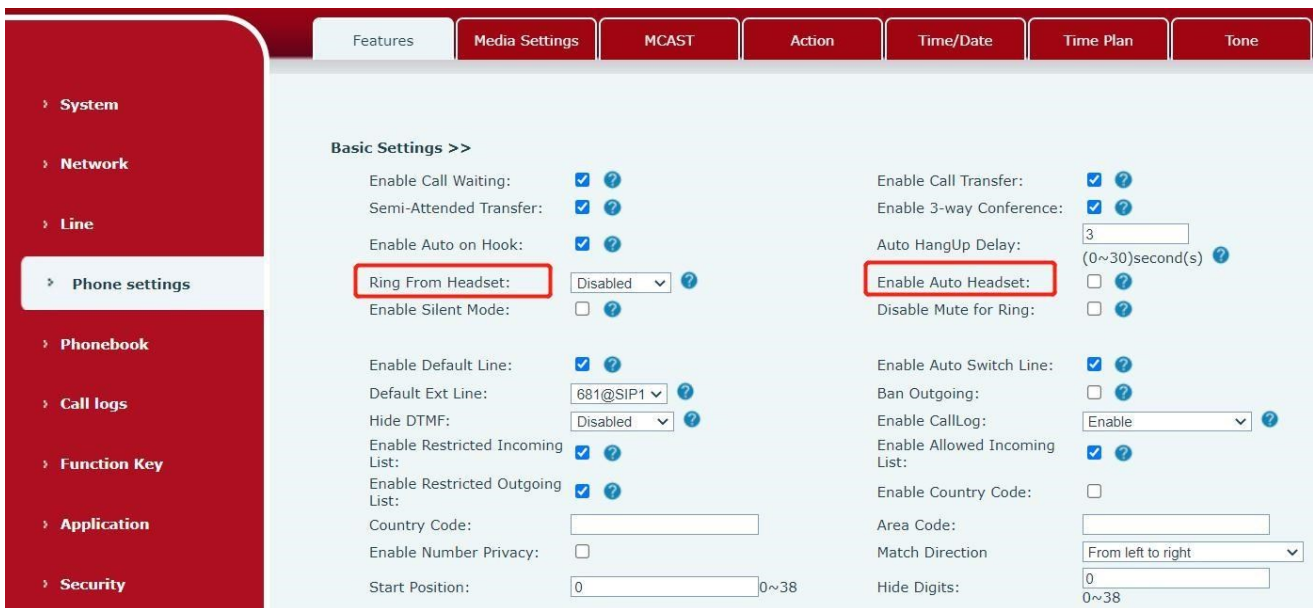 Features Media Settings MCAST Action Time/Date Time Plan Tone
› System
› Network
› Line
› Phone settings
› Phonebook
› Call logs
› Function Key
› Application
› Security
Basic Settings >>
Enable Call Waiting: ? Enable Call Transfer: ?
Semi-Attended Transfer: ? Enable 3-way Conference: ?
Enable Auto on Hook: ? Auto HangUp Delay: 3
(0~30)second(s) ?
Ring From Headset: Disabled ? Enable Auto Headset: ?
Enable Silent Mode: ? Disable Mute for Ring: ?
Enable Default Line: ? Enable Auto Switch Line: ?
Default Ext Line: 681@SIP1 ? Ban Outgoing: ?
Hide DTMF: Disabled ? Enable CallLog: Enable ?
Enable Restricted Incoming
List: ? Enable Allowed Incoming
List: ?
Enable Restricted Outgoing
List: ? Enable Country Code:
Country Code: Area Code:
Enable Number Privacy: Match Direction From left to right
Start Position: 0 0~38 Hide Digits: 0
0~38